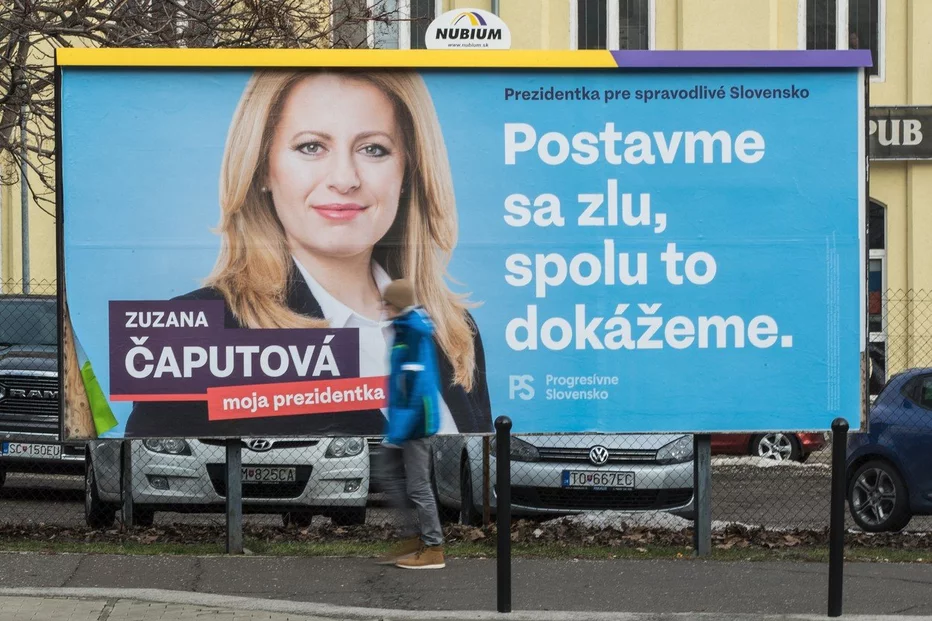 NUBIUM
www.nubium.sk
Prezidentka pre spravodlivé Slovensko
Postavme
sa zlu,
spolu to
dokážeme.
ZUZANA
ČAPUTOVÁ
moja prezidentka
PS Progresívne
Slovensko
PUB
RAM
SC150EU
M825CA
TO667EC